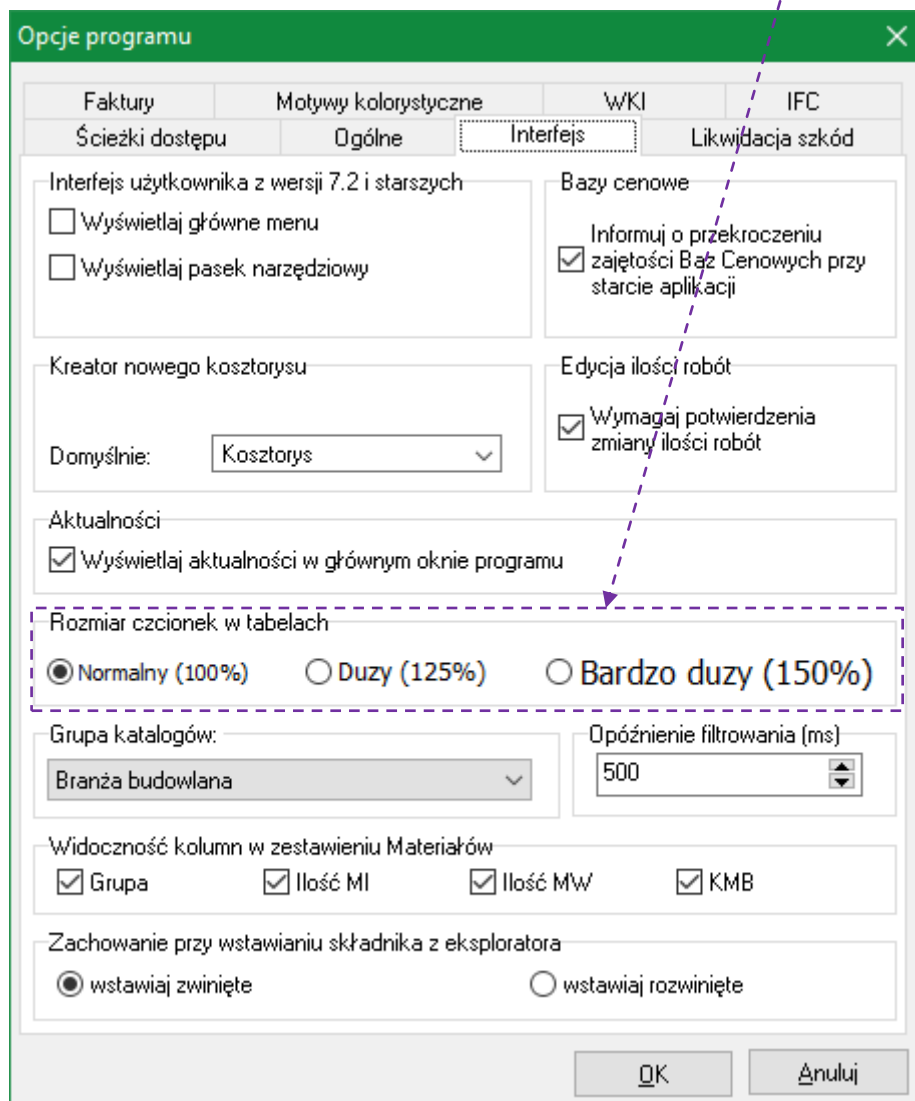 Opcje programu
Faktury Motywy kolorystyczne WKI IFC
Ścieżki dostępu Ogólne Interfejs Likwidacja szkód
Interfejs użytkownika z wersji 7.2 i starszych
Wyświetlaj główne menu
Wyświetlaj pasek narzędziowy
Bazy cenowe
Informuj o przekroczeniu
zajętości Baz Cenowych przy
starcie aplikacji
Kreator nowego kosztorysu
Domyślnie: Kosztorys
Edycja ilości robót
Wymagaj potwierdzenia
zmiany ilości robót
Aktualności
Wyświetlaj aktualności w głównym oknie programu
Rozmiar czcionek w tabelach
Normalny (100%) Duzy (125%) Bardzo duzy (150%)
Grupa katalogów:
Branża budowlana
Opóźnienie filtrowania (ms)
500
Widoczność kolumn w zestawieniu Materiałów
Grupa Ilość MI Ilość MW KMB
Zachowanie przy wstawianiu składnika z eksploratora
wstawiaj zwinięte wstawiaj rozwinięte
OK Anuluj